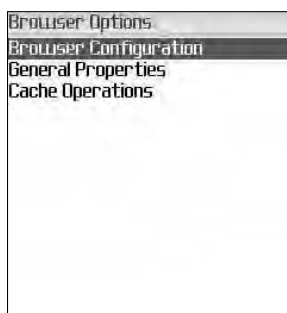 Browser Options
Browser Configuration
General Properties
Cache Operations